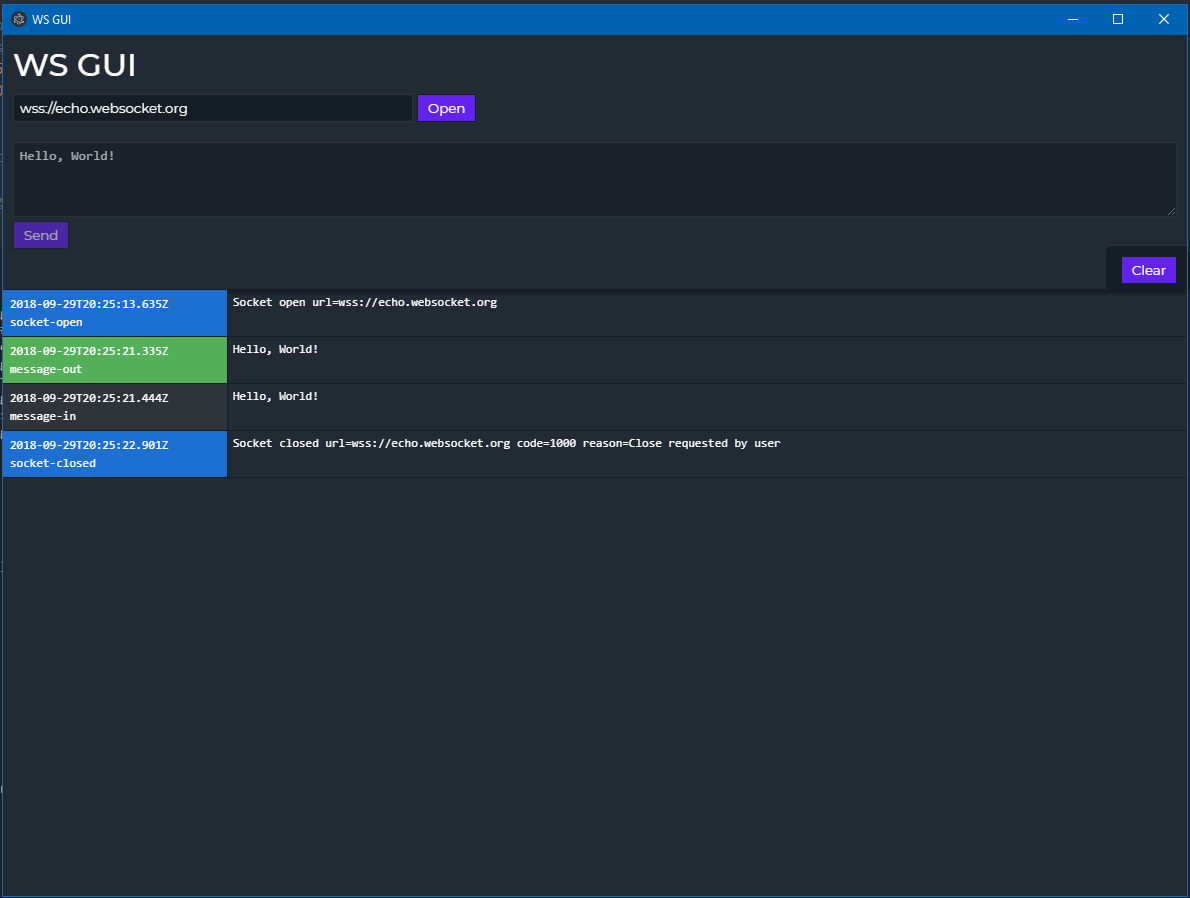 WS GUI
WS GUI
wss://echo.websocket.org
Open
Hello, World!
Send
Clear
2018-09-29T20:25:13.635Z
socket-open
Socket open url=wss://echo.websocket.org
2018-09-29T20:25:21.335Z
message-out
Hello, World!
2018-09-29T20:25:21.444Z
message-in
Hello, World!
2018-09-29T20:25:22.901Z
socket-closed
Socket closed url=wss://echo.websocket.org code=1000 reason=Close requested by user